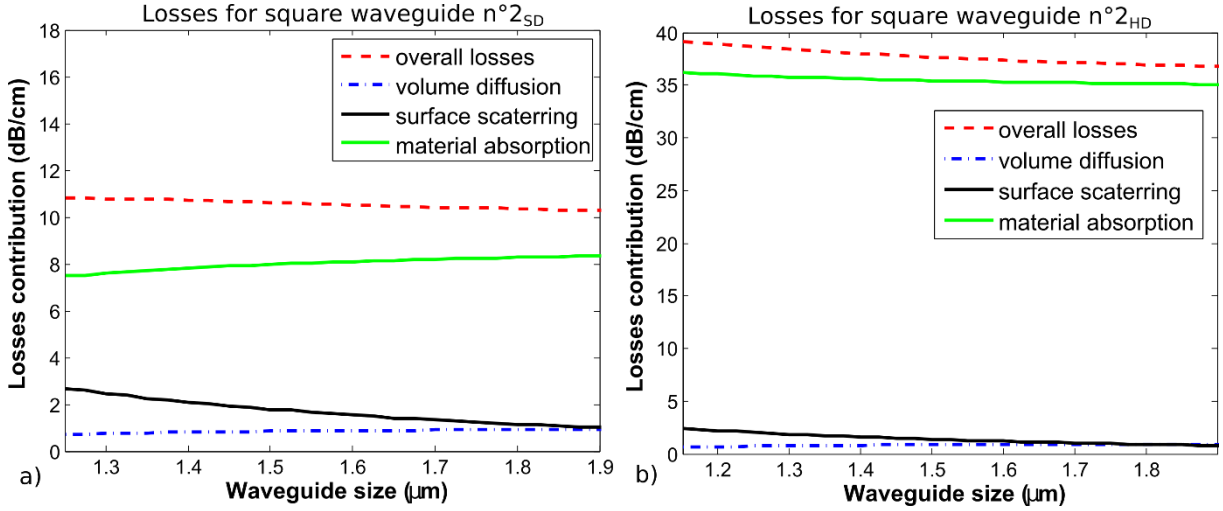 Losses for square waveguide n°2SD
Losses contribution (dB/cm)
18
16
14
12
10
8
6
4
2
0
overall losses
volume diffusion
surface scaterring
material absorption
1.3
1.4
1.5
1.6
1.7
1.8
1.9
a)
Waveguide size (μm)
Losses for square waveguide n°2HD
Losses contribution (dB/cm)
40
35
30
25
20
15
10
5
0
overall losses
volume diffusion
surface scaterring
material absorption
1.2
1.3
1.4
1.5
1.6
1.7
1.8
b)
Waveguide size (μm)